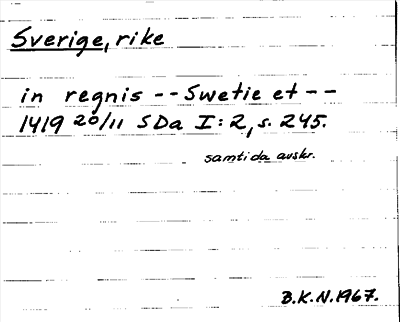 Sverige, rike
in regnis -- Swetie et --
1419 20/11 SDa I: 2, s. 245.
samtida avskr.
B.K.N. 1967.